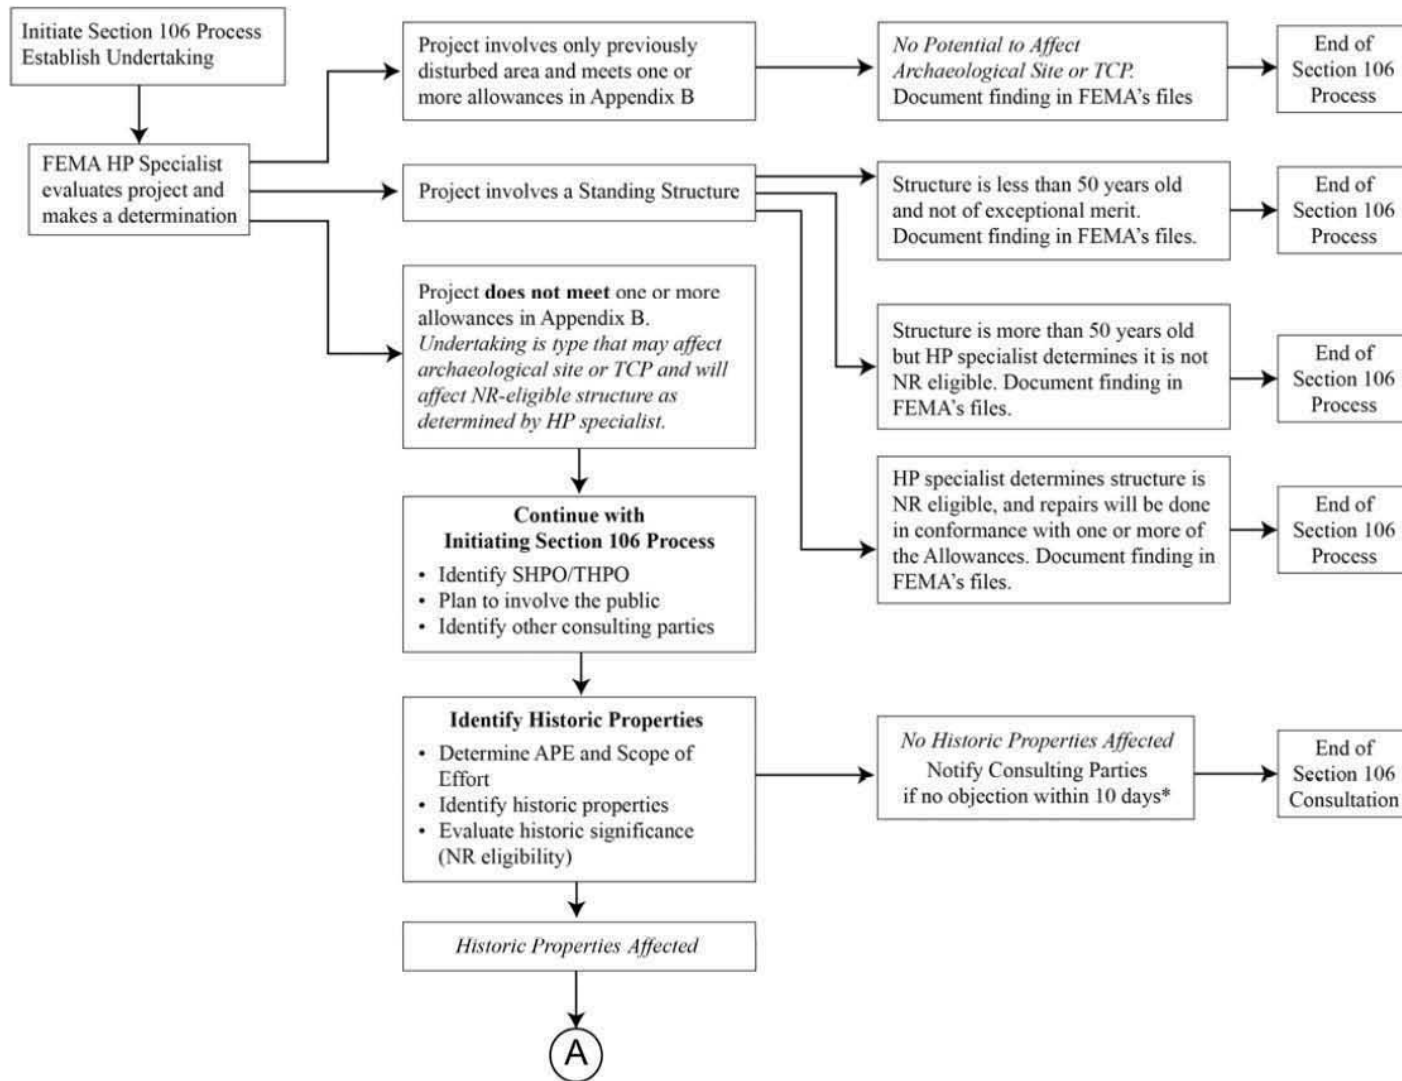 Initiate Section 106 Process
Establish Undertaking
FEMA HP Specialist
evaluates project and
makes a determination
Project involves only previously
disturbed area and meets one or
more allowances in Appendix B
No Potential to Affect
Archaeological Site or TCP.
Document finding in FEMA's files
End of
Section 106
Process
Project involves a Standing Structure
Structure is less than 50 years old
and not of exceptional merit.
Document finding in FEMA's files.
End of
Section 106
Process
Structure is more than 50 years old
but HP specialist determines it is not
NR eligible. Document finding in
FEMA's files.
End of
Section 106
Process
HP specialist determines structure is
NR eligible, and repairs will be done
in conformance with one or more of
the Allowances. Document finding in
FEMA's files.
End of
Section 106
Process
Project does not meet one or more
allowances in Appendix B.
Undertaking is type that may affect
archaeological site or TCP and will
affect NR-eligible structure as
determined by HP specialist.
Continue with
Initiating Section 106 Process
• Identify SHPO/THPO
• Plan to involve the public
• Identify other consulting parties
Identify Historic Properties
• Determine APE and Scope of
Effort
• Identify historic properties
• Evaluate historic significance
(NR eligibility)
No Historic Properties Affected
Notify Consulting Parties
if no objection within 10 days*
End of
Section 106
Consultation
Historic Properties Affected
A